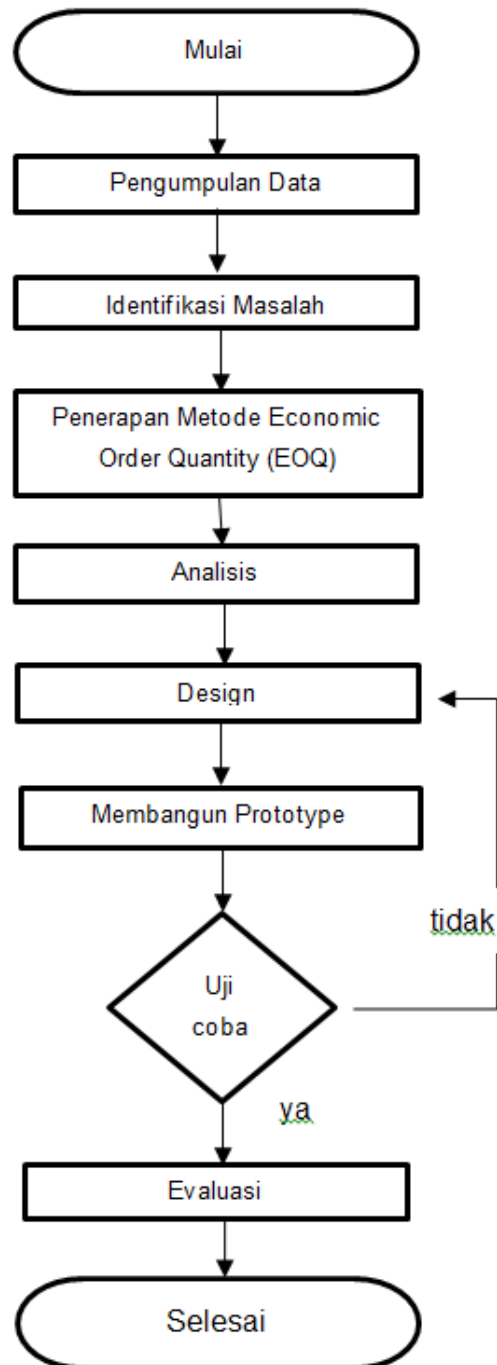 Mulai
Pengumpulan Data
Identifikasi Masalah
Penerapan Metode Economic
Order Quantity (EOQ)
Analisis
Design
Membangun Prototype
tidak
Uji
coba
ya
Evaluasi
Selesai